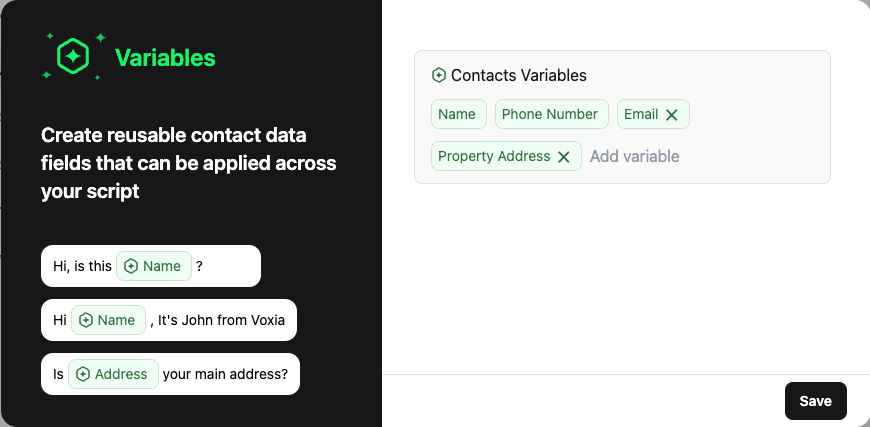 Variables
Create reusable contact data
fields that can be applied across
your script
Hi, is this Name ?
Hi Name , It's John from Voxia
Is Address your main address?
Contacts Variables
Name Phone Number Email
Property Address Add variable
Save